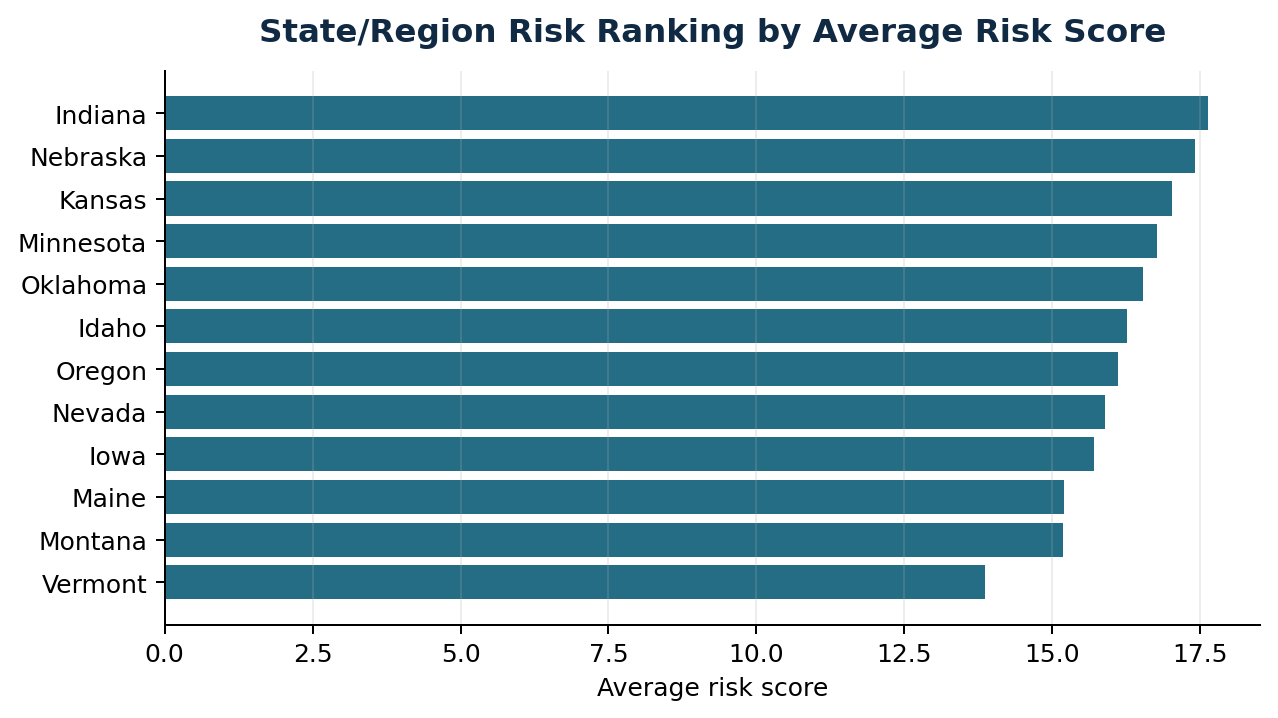 State/Region Risk Ranking by Average Risk Score
Indiana
Nebraska
Kansas
Minnesota
Oklahoma
Idaho
Oregon
Nevada
Iowa
Maine
Montana
Vermont
0.0 2.5 5.0 7.5 10.0 12.5 15.0 17.5
Average risk score